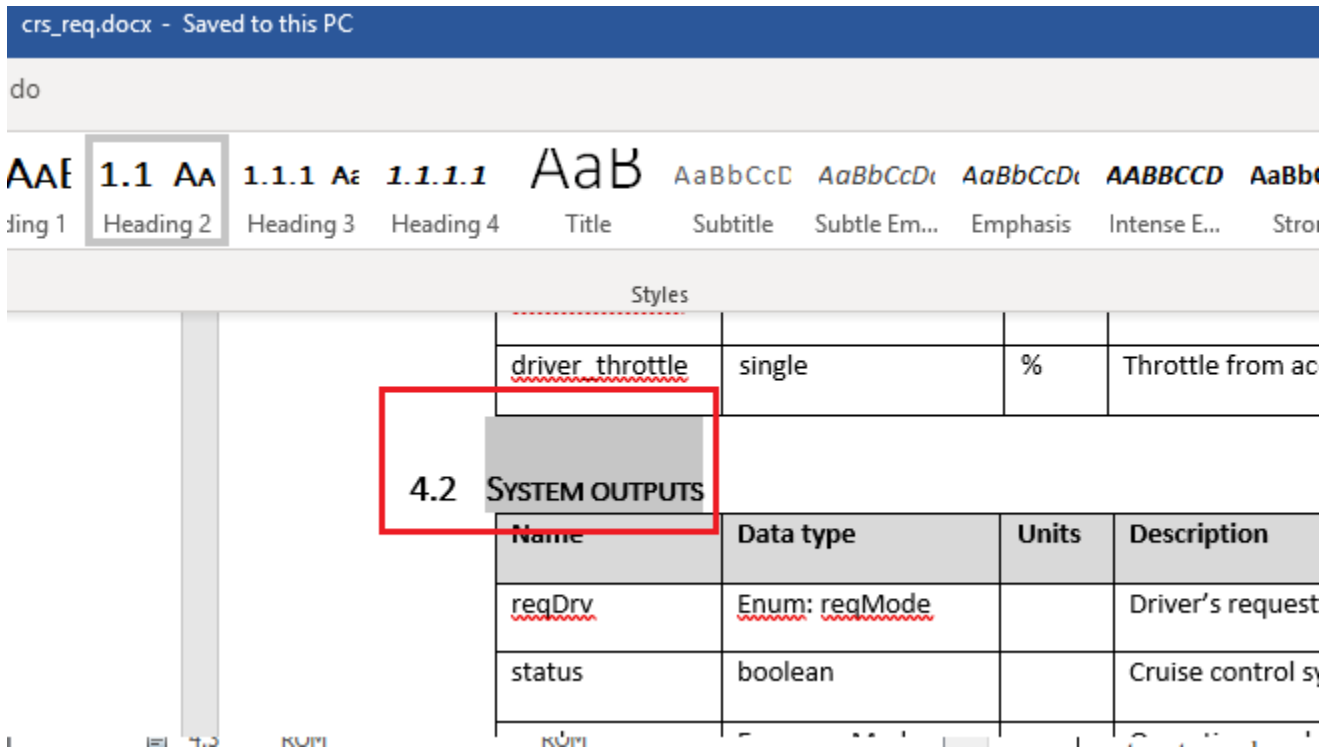 crs_req.docx - Saved to this PC
do
AAE 1.1 AA 1.1.1 Aa 1.1.1.1 AaB AaBbCcD AaBbCcDc AaBbCcDc AABBCCD AaBb
ding 1 Heading 2 Heading 3 Heading 4 Title Subtitle Subtle Em... Emphasis Intense E... Stro
Styles
driver_throttle single % Throttle from ac
4.2 SYSTEM OUTPUTS
Name Data type Units Description
reqDrv Enum: reqMode Driver's request
status boolean Cruise control sy